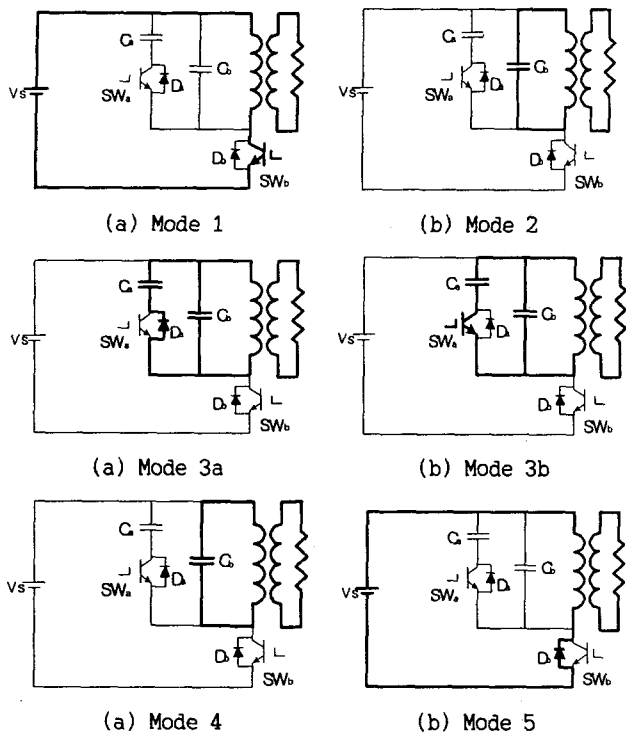 Vs Ca SWa Da Cb Db SWb
(a) Mode 1
Vs Ca SWa Da Cb Db SWb
(b) Mode 2
Vs Ca SWa Da Cb Db SWb
(a) Mode 3a
Vs Ca SWa Da Cb Db SWb
(b) Mode 3b
Vs Ca SWa Da Cb Db SWb
(a) Mode 4
Vs Ca SWa Da Cb Db SWb
(b) Mode 5